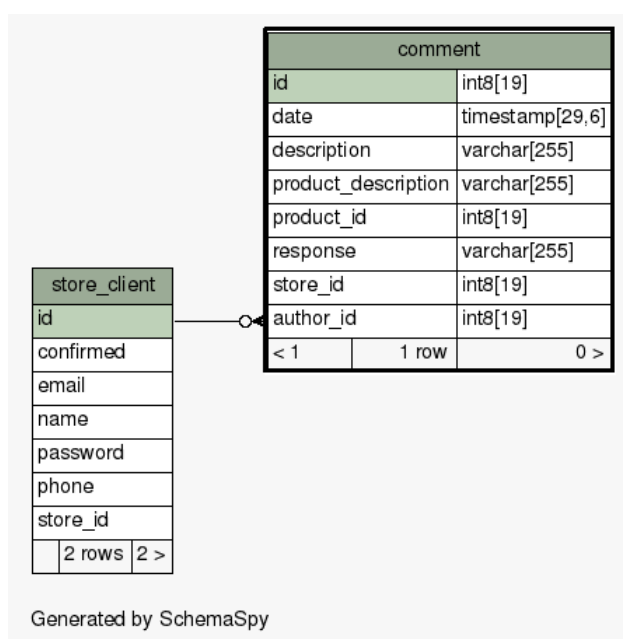 comment
id int8[19]
date timestamp[29,6]
description varchar[255]
product_description varchar[255]
product_id int8[19]
response varchar[255]
store_id int8[19]
author_id int8[19]
< 1 1 row 0 >
store_client
id
confirmed
email
name
password
phone
store_id
2 rows 2 >
Generated by SchemaSpy